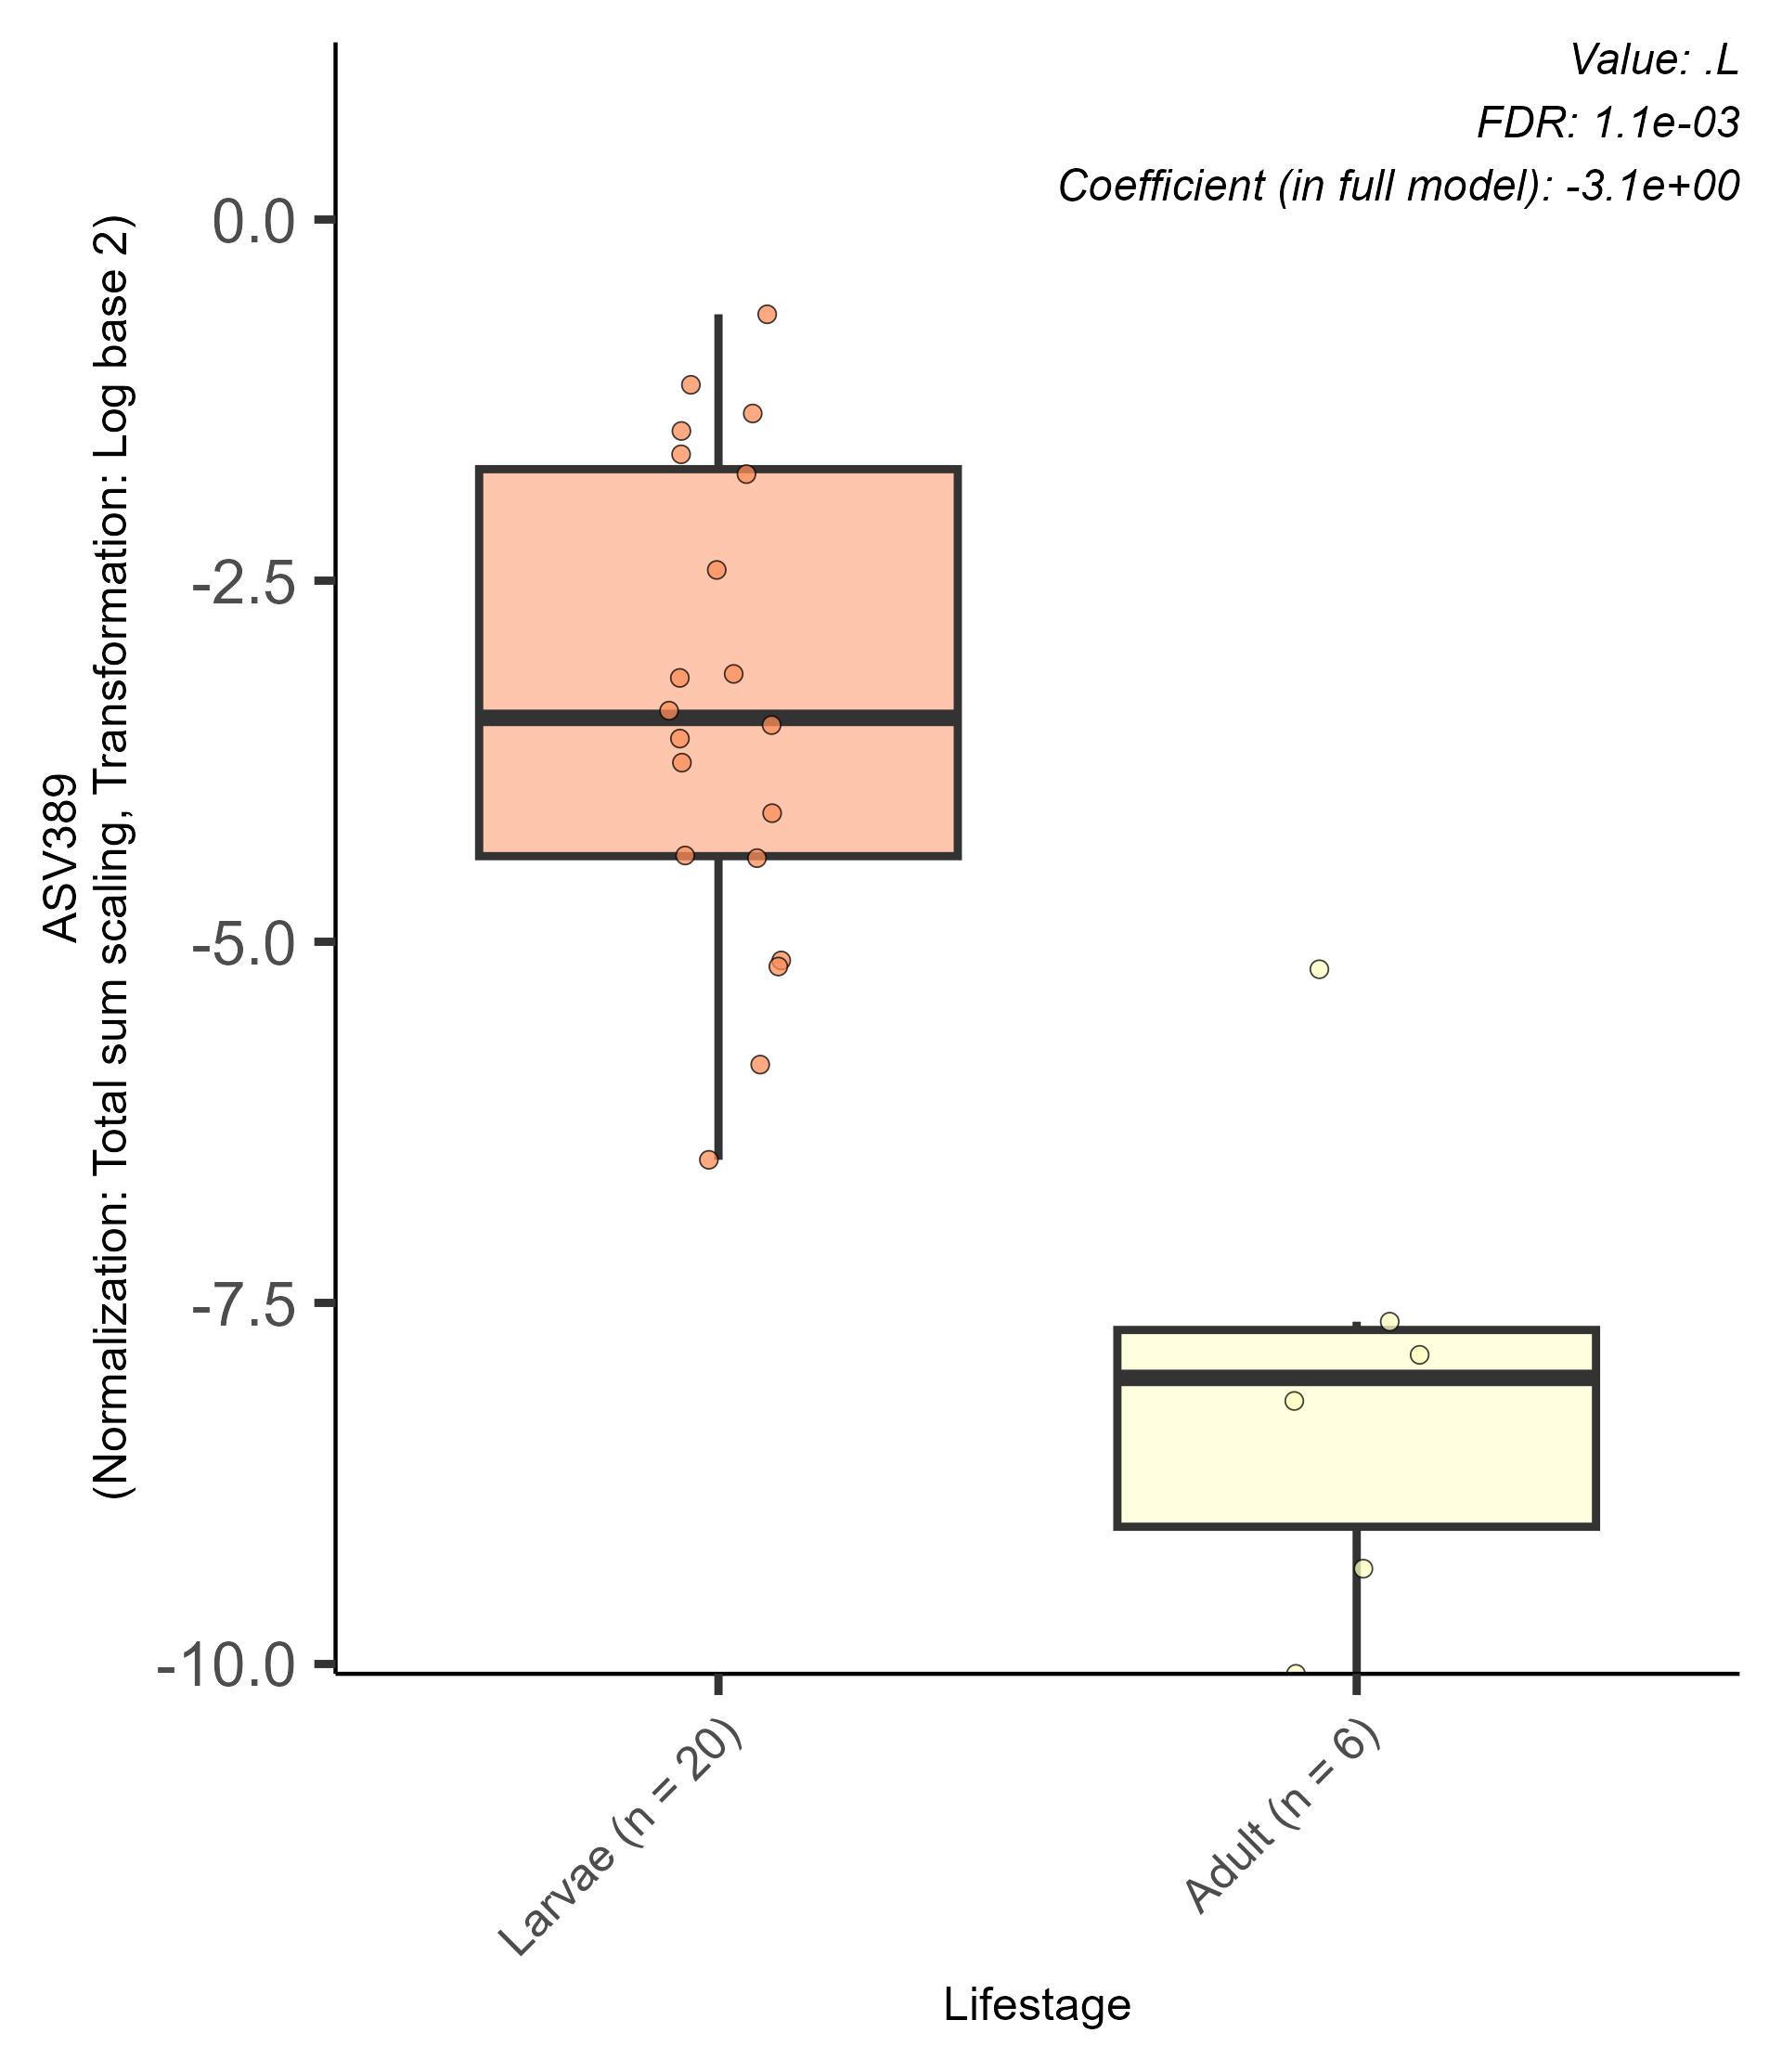 Value: .L
FDR: 1.1e-03
Coefficient (in full model): -3.1e+00
ASV389
(Normalization: Total sum scaling, Transformation: Log base 2)
0.0
-2.5
-5.0
-7.5
-10.0
Larvae (n = 20)
Adult (n = 6)
Lifestage